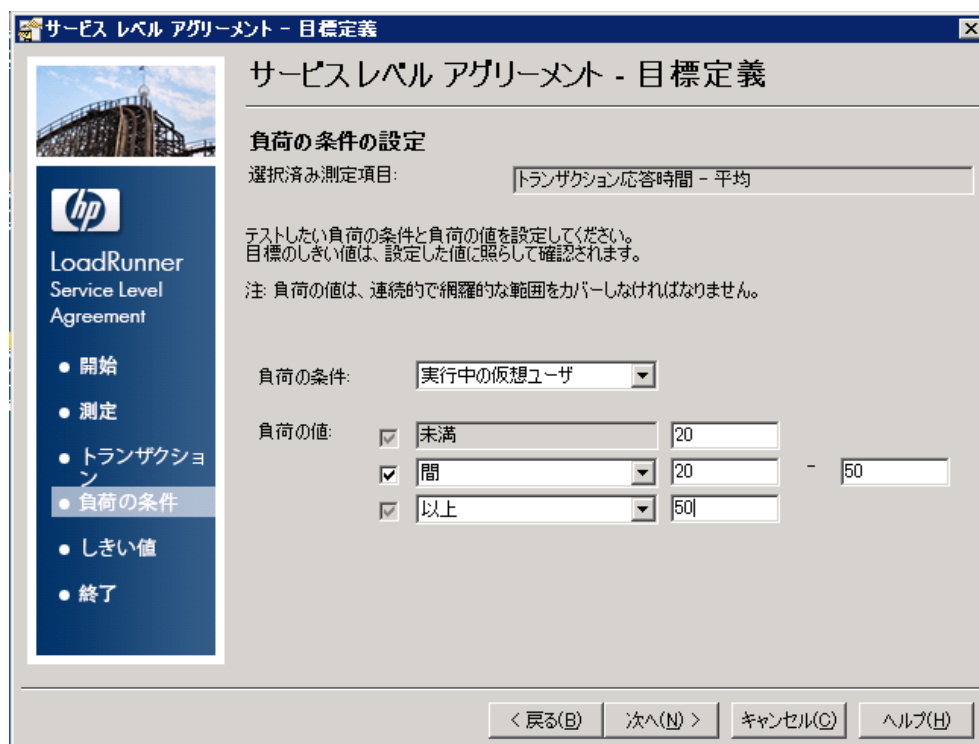 サービス レベル アグリーメント - 目標定義
サービスレベル アグリーメント - 目標定義
負荷の条件の設定
選択済み測定項目:
トランザクション応答時間 - 平均
テストしたい負荷の条件と負荷の値を設定してください。
目標のしきい値は、設定した値に照らして確認されます。
注: 負荷の値は、連続的で網羅的な範囲をカバーしなければなりません。
hp
LoadRunner
Service Level
Agreement
開始
測定
トランザクショ
ン
負荷の条件
しきい値
終了
負荷の条件: 実行中の仮想ユーザ
負荷の値: 未満 20
間 20 - 50
以上 50
< 戻る(B) 次へ(N) > キャンセル(C) ヘルプ(H)